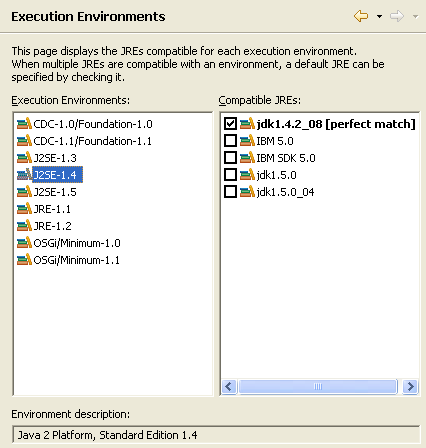 Execution Environments
This page displays the JREs compatible for each execution environment.
When multiple JREs are compatible with an environment, a default JRE can be
specified by checking it.
Execution Environments:
CDC-1.0/Foundation-1.0
CDC-1.1/Foundation-1.1
J2SE-1.3
J2SE-1.4
J2SE-1.5
JRE-1.1
JRE-1.2
OSGi/Minimum-1.0
OSGi/Minimum-1.1
Compatible JREs:
jdk1.4.2_08 [perfect match]
IBM 5.0
IBM SDK 5.0
jdk1.5.0
jdk1.5.0_04
Environment description:
Java 2 Platform, Standard Edition 1.4